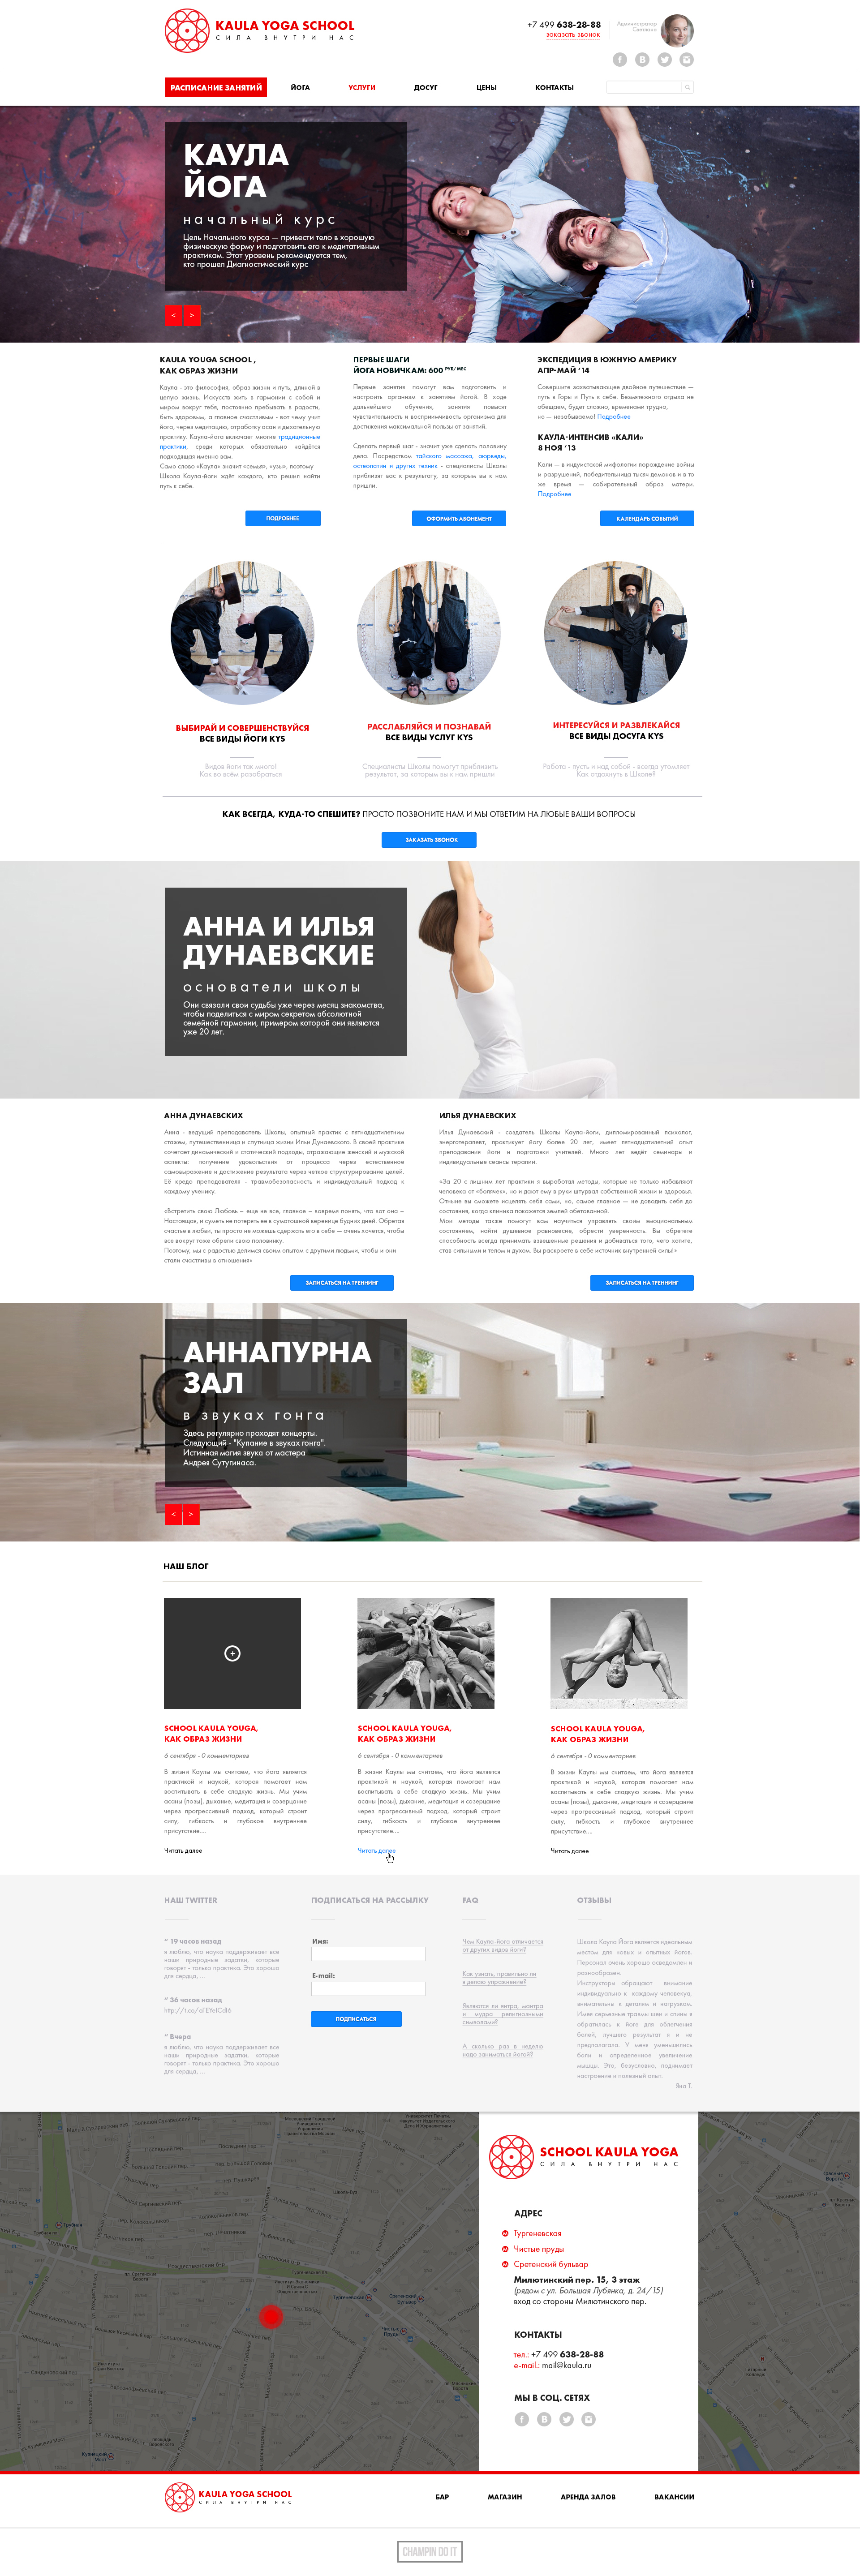 KAULA YOGA SCHOOL
СИЛА ВНУТРИ НАС
+7 499 638-28-88
заказать звонок
Администратор
Светлана
РАСПИСАНИЕ ЗАНЯТИЙ
ЙОГА
УСЛУГИ
ДОСУГ
ЦЕНЫ
КОНТАКТЫ
КАУЛА
ЙОГА
начальный курс
Цель Начального курса — привести тело в хорошую
физическую форму и подготовить его к медитативным
практикам. Этот уровень рекомендуется тем,
кто прошел Диагностический курс
< >
KAULA YOUGA SCHOOL ,
КАК ОБРАЗ ЖИЗНИ
Каула - это философия, образ жизни и путь, длиной в
целую жизнь. Искусств жить в гармонии с собой и
миром вокруг тебя, постоянно пребывать в радости,
быть здоровым, а главное счастливым - вот чему учит
йога, через медитацию, отработку асан и дыхательную
практику. Каула-йога включает многие традиционные
практики, среди которых обязательно найдётся
подходящая именно вам.
Само слово «Каула» значит «семья», «узы», поэтому
Школа Каула-йоги ждёт каждого, кто решил найти
путь к себе.
ПОДРОБНЕЕ
ПЕРВЫЕ ШАГИ
ЙОГА НОВИЧКАМ: 600 РУБ/МЕС
Первые занятия помогут вам подготовить и
настроить организм к занятиям йогой. В ходе
дальнейшего обучения, занятия повысят
чувствительность и восприимчивость организма для
достижения максимальной пользы от занятий.
Сделать первый шаг - значит уже сделать половину
дела. Посредством тайского массажа, аюрведы,
остеопатии и других техник - специалисты Школы
приблизят вас к результату, за которым вы к нам
пришли.
ОФОРМИТЬ АБОНЕМЕНТ
ЭКСПЕДИЦИЯ В ЮЖНУЮ АМЕРИКУ
АПР-МАЙ ‘14
Совершите захватывающее двойное путешествие —
путь в Горы и Путь к себе. Безмятежного отдыха не
обещаем, будет сложно, временами трудно,
но — незабываемо! Подробнее
КАУЛА-ИНТЕНСИВ «КАЛИ»
8 НОЯ ‘13
Кали — в индуистской мифологии порождение войны
и разрушений, победительница тысяч демонов и в то
же время — собирательный образ матери.
Подробнее
КАЛЕНДАРЬ СОБЫТИЙ
ВЫБИРАЙ И СОВЕРШЕНСТВУЙСЯ
ВСЕ ВИДЫ ЙОГИ KYS
Видов йоги так много!
Как во всём разобраться
РАССЛАБЛЯЙСЯ И ПОЗНАВАЙ
ВСЕ ВИДЫ УСЛУГ KYS
Специалисты Школы помогут приблизить
результат, за которым вы к нам пришли
ИНТЕРЕСУЙСЯ И РАЗВЛЕКАЙСЯ
ВСЕ ВИДЫ ДОСУГА KYS
Работа - пусть и над собой - всегда утомляет
Как отдохнуть в Школе?
КАК ВСЕГДА, КУДА-ТО СПЕШИТЕ? ПРОСТО ПОЗВОНИТЕ НАМ И МЫ ОТВЕТИМ НА ЛЮБЫЕ ВАШИ ВОПРОСЫ
ЗАКАЗАТЬ ЗВОНОК
АННА И ИЛЬЯ
ДУНАЕВСКИЕ
основатели школы
Они связали свои судьбу уже через месяц знакомства,
чтобы поделиться с миром секретом абсолютной
семейной гармонии, примером которой они являются
уже 20 лет.
АННА ДУНАЕВСКИХ
Анна - ведущий преподаватель Школы, опытный практик с пятнадцатилетним
стажем, путешественница и спутница жизни Ильи Дунаевского. В своей практике
сочетает динамический и статический подходы, отражающие женский и мужской
аспекты: получение удовольствия от процесса через естественное
самовыражение и достижение результата через четкое структурирование целей.
Её кредо преподавателя - травмобезопасность и индивидуальный подход к
каждому ученику.
«Встретить свою Любовь – еще не все, главное – вовремя понять, что вот она –
Настоящая, и суметь не потерять ее в суматошной веренице будних дней. Обретая
счастье в любви, ты просто не можешь сдержать его в себе — очень хочется, чтобы
все вокруг тоже обрели свою половинку.
Поэтому, мы с радостью делимся своим опытом с другими людьми, чтобы и они
стали счастливы в отношения»
ЗАПИСАТЬСЯ НА ТРЕННИНГ
ИЛЬЯ ДУНАЕВСКИХ
Илья Дунаевский - создатель Школы Каула-йоги, дипломированный психолог,
энерготерапевт, практикует йогу более 20 лет, имеет пятнадцатилетний опыт
преподавания йоги и подготовки учителей. Много лет ведёт семинары и
индивидуальные сеансы терапии.
«За 20 с лишним лет практики я выработал методы, которые не только избавляют
человека от «болячек», но и дают ему в руки штурвал собственной жизни и здоровья.
Отныне вы сможете исцелять себя сами, но, самое главное — не доводить себя до
состояния, когда клиника покажется землей обетованной.
Мои методы также помогут вам научиться управлять своим эмоциональным
состоянием, найти душевное равновесие, обрести уверенность. Вы обретете
способность всегда принимать взвешенные решения и добиваться того, чего хотите,
став сильными и телом и духом. Вы раскроете в себе источник внутренней силы!»
ЗАПИСАТЬСЯ НА ТРЕННИНГ
АННАПУРНА
ЗАЛ
в звуках гонга
Здесь регулярно проходят концерты.
Следующий - "Купание в звуках гонга".
Истинная магия звука от мастера
Андрея Сутугинаса.
< >
НАШ БЛОГ
SCHOOL KAULA YOUGA,
КАК ОБРАЗ ЖИЗНИ
6 сентября - 0 комментариев
В жизни Каулы мы считаем, что йога является
практикой и наукой, которая помогает нам
воспитывать в себе сладкую жизнь. Мы учим
асаны (позы), дыхание, медитация и созерцание
через прогрессивный подход, который строит
силу, гибкость и глубокое внутреннее
присутствие....
Читать далее
SCHOOL KAULA YOUGA,
КАК ОБРАЗ ЖИЗНИ
6 сентября - 0 комментариев
В жизни Каулы мы считаем, что йога является
практикой и наукой, которая помогает нам
воспитывать в себе сладкую жизнь. Мы учим
асаны (позы), дыхание, медитация и созерцание
через прогрессивный подход, который строит
силу, гибкость и глубокое внутреннее
присутствие....
Читать далее
SCHOOL KAULA YOUGA,
КАК ОБРАЗ ЖИЗНИ
6 сентября - 0 комментариев
В жизни Каулы мы считаем, что йога является
практикой и наукой, которая помогает нам
воспитывать в себе сладкую жизнь. Мы учим
асаны (позы), дыхание, медитация и созерцание
через прогрессивный подход, который строит
силу, гибкость и глубокое внутреннее
присутствие....
Читать далее
НАШ TWITTER
" 19 часов назад
я люблю, что наука поддерживает все
наши природные задатки, которые
говорят - только практика. Это хорошо
для сердца, ...
" 36 часов назад
" Вчера
я люблю, что наука поддерживает все
наши природные задатки, которые
говорят - только практика. Это хорошо
для сердца, ...
ПОДПИСАТЬСЯ НА РАССЫЛКУ
Имя:
E-mail:
ПОДПИСАТЬСЯ
FAQ
Чем Каула-йога отличается
от других видов йоги?
Как узнать, правильно ли
я делаю упражнение?
Являются ли янтра, мантра
и мудра религиозными
символами?
А сколько раз в неделю
надо заниматься йогой?
ОТЗЫВЫ
Школа Каула Йога является идеальным
местом для новых и опытных йогов.
Персонал очень хорошо осведомлен и
разнообразен.
Инструкторы обращают внимание
индивидуально к каждому человеку,
внимательны к деталям и нагрузкам.
Имея серьезные травмы шеи и спины я
обратилась к йоге для облегчения
болей, лучшего результат я и не
предполагала. У меня уменьшились
боли и определенное увеличение
мышцы. Это, безусловно, поднимает
настроение и полезный опыт.
Яна Т.
SCHOOL KAULA YOGA
СИЛА ВНУТРИ НАС
АДРЕС
Тургеневская
Чистые пруды
Сретенский бульвар
Милютинский пер. 15, 3 этаж
(рядом с ул. Большая Лубянка, д. 24/15)
вход со стороны Милютинского пер.
КОНТАКТЫ
тел.: +7 499 638-28-88
e-mail.: mail@kaula.ru
МЫ В СОЦ. СЕТЯХ
KAULA YOGA SCHOOL
СИЛА ВНУТРИ НАС
БАР
МАГАЗИН
АРЕНДА ЗАЛОВ
ВАКАНСИИ
CHAMPIN DO IT